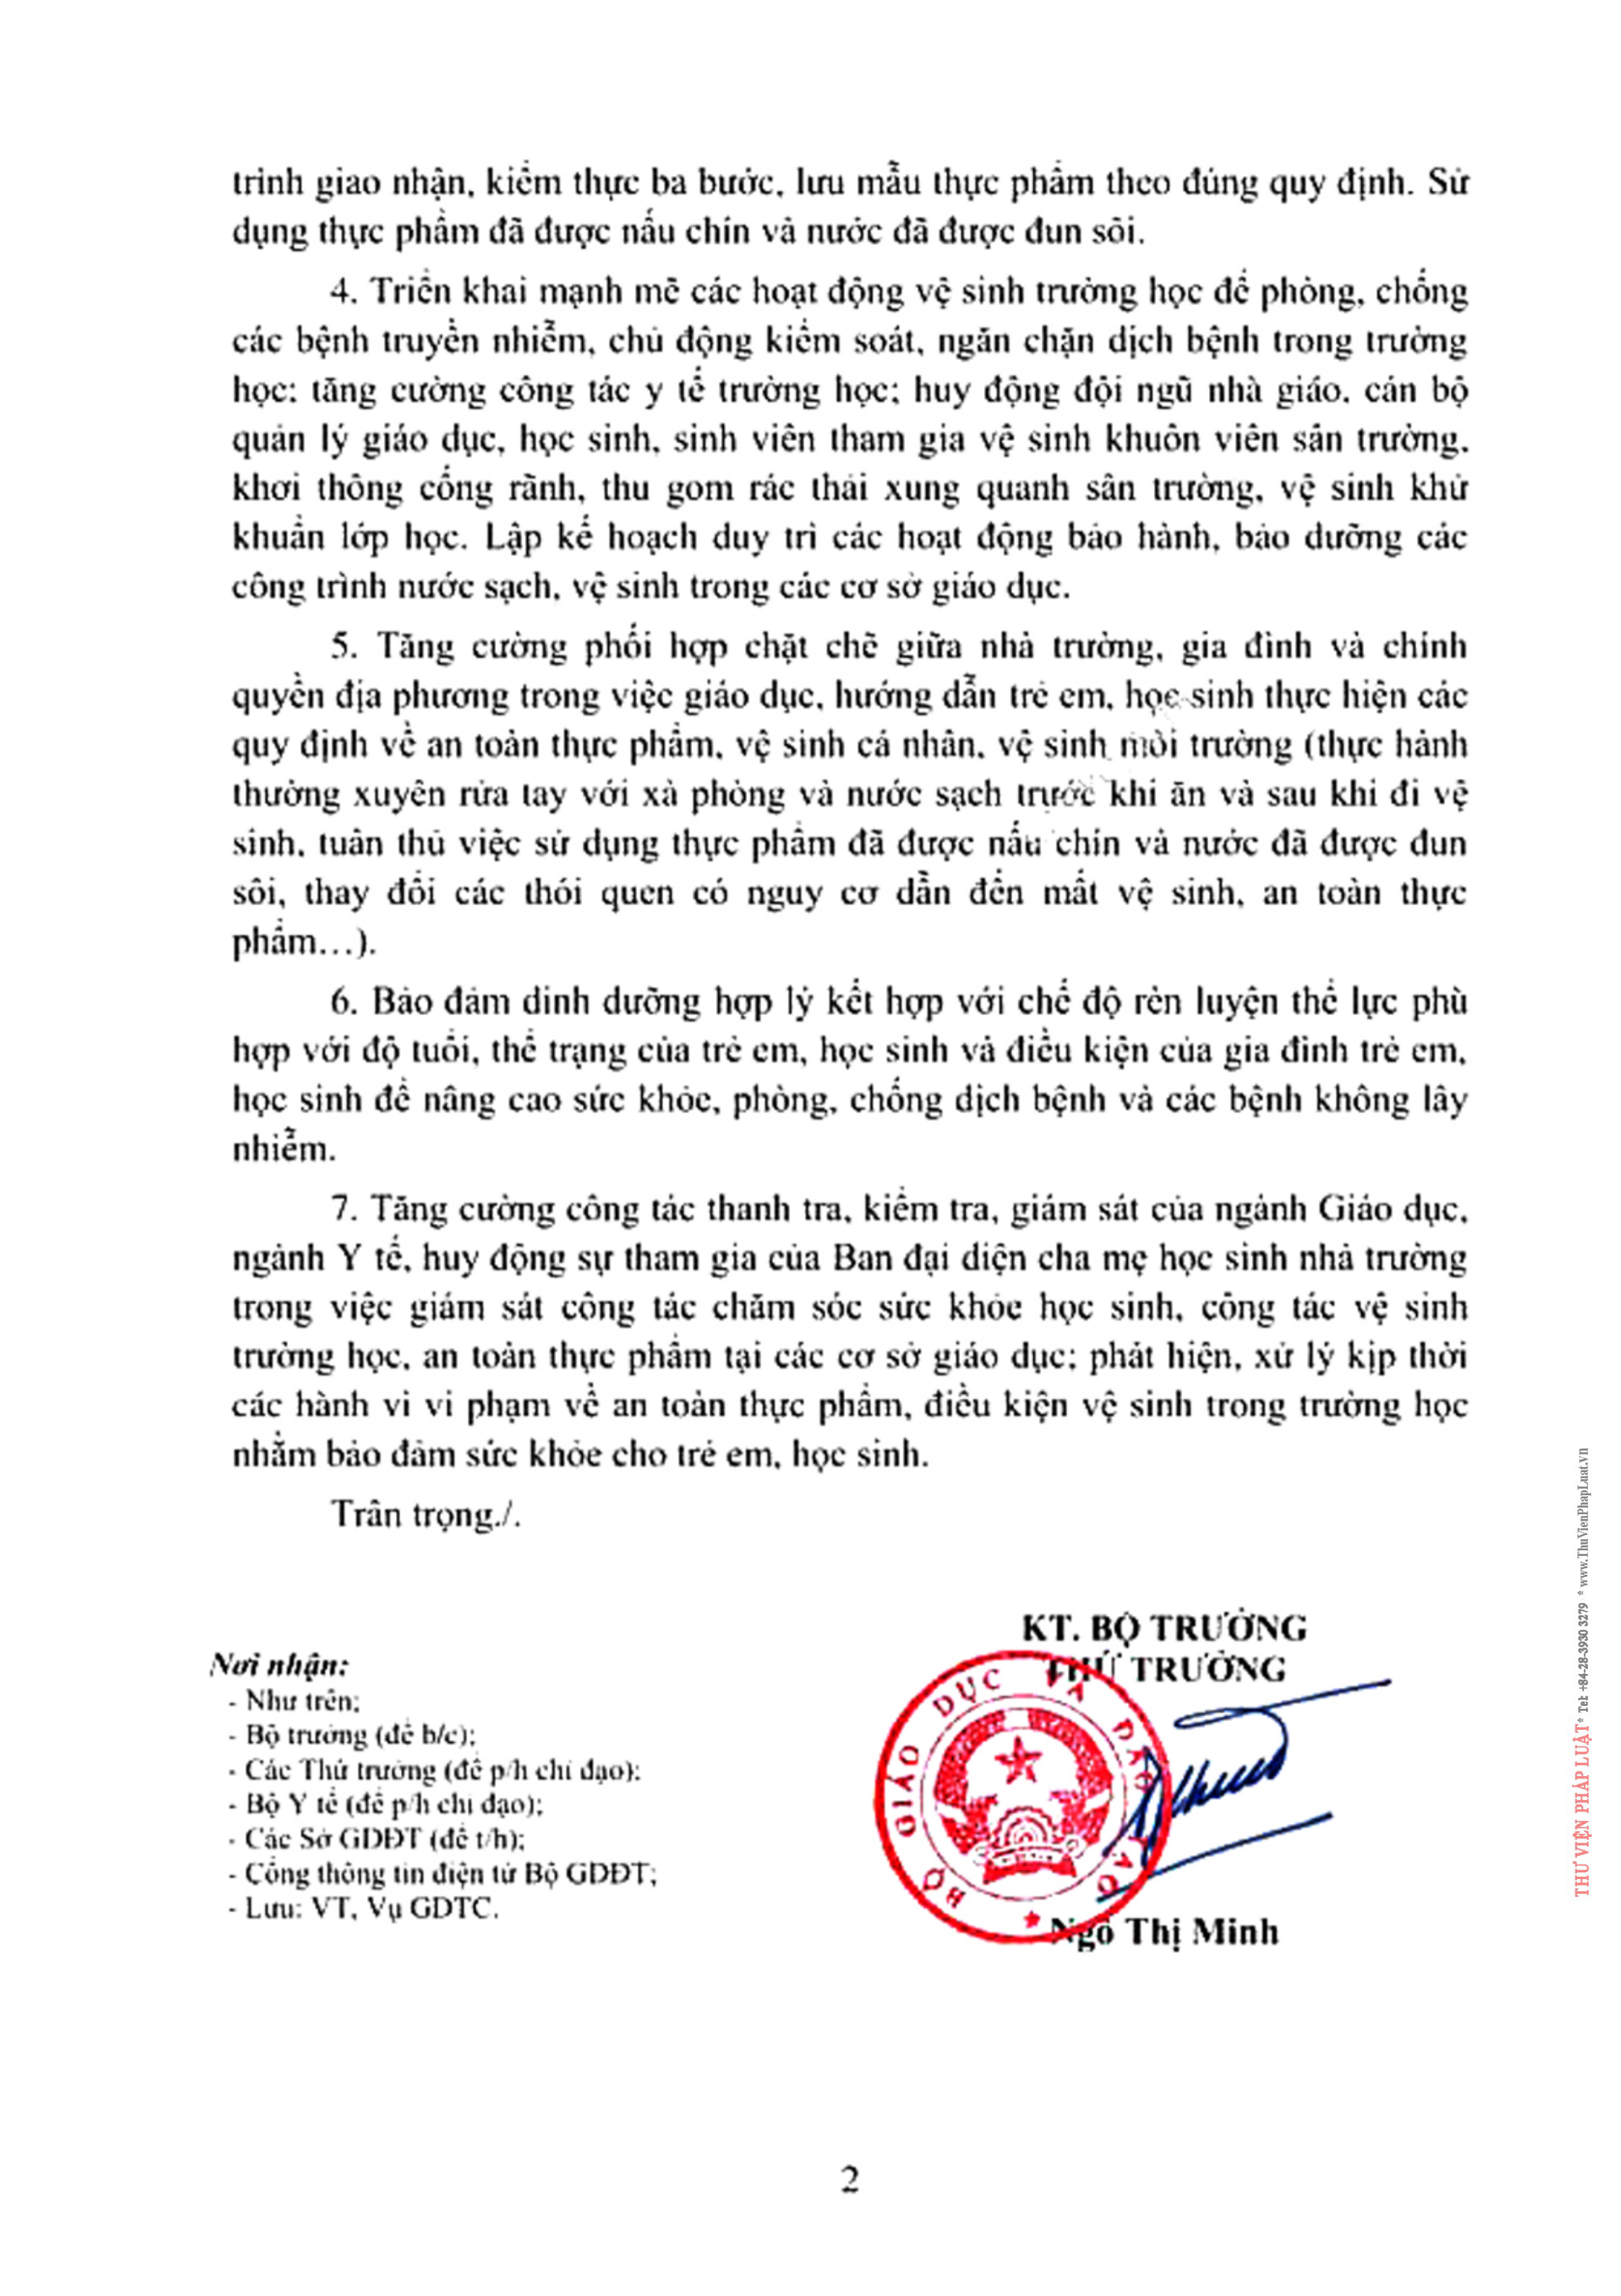 trình giao nhận, kiểm thực ba bước, lưu mẫu thực phẩm theo đúng quy định. Sử
dụng thực phẩm đã được nấu chín và nước đã được đun sôi.
4. Triển khai mạnh mẽ các hoạt động vệ sinh trường học để phòng, chống
các bệnh truyền nhiễm, chủ động kiểm soát, ngăn chặn dịch bệnh trong trường
học; tăng cường công tác y tế trường học; huy động đội ngũ nhà giáo, cán bộ
quản lý giáo dục, học sinh, sinh viên tham gia vệ sinh khuôn viên sân trường,
khơi thông cống rãnh, thu gom rác thải xung quanh sân trường, vệ sinh khử
khuẩn lớp học. Lập kế hoạch duy trì các hoạt động bảo hành, bảo dưỡng các
công trình nước sạch, vệ sinh trong các cơ sở giáo dục.
5. Tăng cường phối hợp chặt chẽ giữa nhà trường, gia đình và chính
quyền địa phương trong việc giáo dục, hướng dẫn trẻ em, học sinh thực hiện các
quy định về an toàn thực phẩm, vệ sinh cá nhân, vệ sinh môi trường (thực hành
thường xuyên rửa tay với xà phòng và nước sạch trước khi ăn và sau khi đi vệ
sinh, tuân thủ việc sử dụng thực phẩm đã được nấu chín và nước đã được đun
sôi, thay đổi các thói quen có nguy cơ dẫn đến mất vệ sinh, an toàn thực
phẩm...).
6. Bảo đảm dinh dưỡng hợp lý kết hợp với chế độ rèn luyện thể lực phù
hợp với độ tuổi, thể trạng của trẻ em, học sinh và điều kiện của gia đình trẻ em,
học sinh để nâng cao sức khỏe, phòng, chống dịch bệnh và các bệnh không lây
nhiễm.
7. Tăng cường công tác thanh tra, kiểm tra, giám sát của ngành Giáo dục,
ngành Y tế, huy động sự tham gia của Ban đại diện cha mẹ học sinh nhà trường
trong việc giám sát công tác chăm sóc sức khỏe học sinh, công tác vệ sinh
trường học, an toàn thực phẩm tại các cơ sở giáo dục; phát hiện, xử lý kịp thời
các hành vi vi phạm về an toàn thực phẩm, điều kiện vệ sinh trong trường học
nhằm bảo đảm sức khỏe cho trẻ em, học sinh.
Trân trọng./.
KT. BỘ TRƯỞNG
THỨ TRƯỞNG
BỘ GIÁO DỤC VÀ ĐÀO TẠO
Ngô Thị Minh
Nơi nhận:
- Như trên;
- Bộ trưởng (để b/c);
- Các Thứ trưởng (để p/h chỉ đạo);
- Bộ Y tế (để p/h chỉ đạo);
- Các Sở GDĐT (để t/h);
- Cổng thông tin điện tử Bộ GDĐT;
- Lưu: VT, Vụ GDTC.
2
THƯ VIỆN PHÁP LUẬT * Tel: +84-28-3930 3279 * www.ThuVienPhapLuat.vn